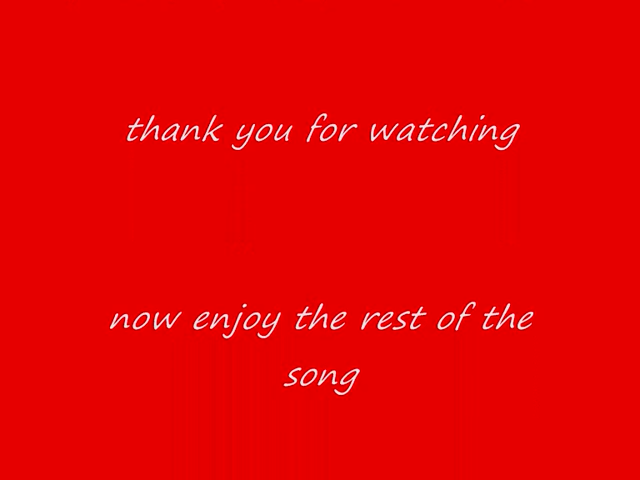 thank you for watching
now enjoy the rest of the
song